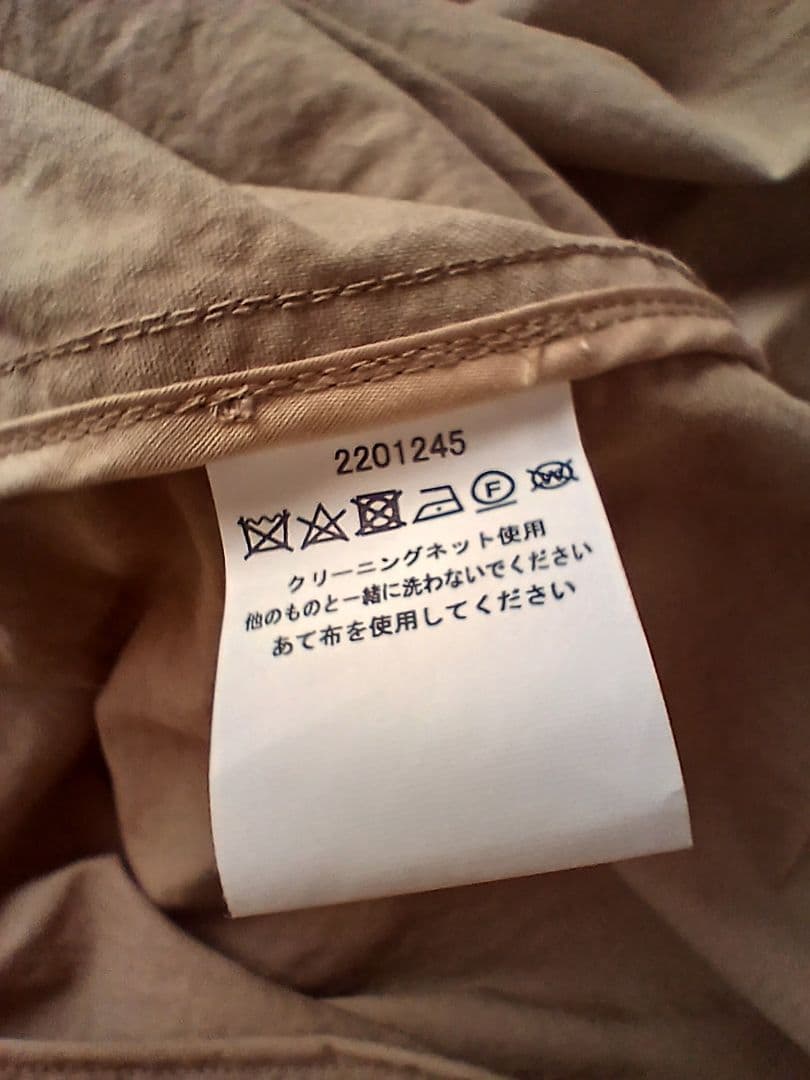 2201245
F W
クリーニングネット使用
他のものと一緒に洗わないでください
あて布を使用してください